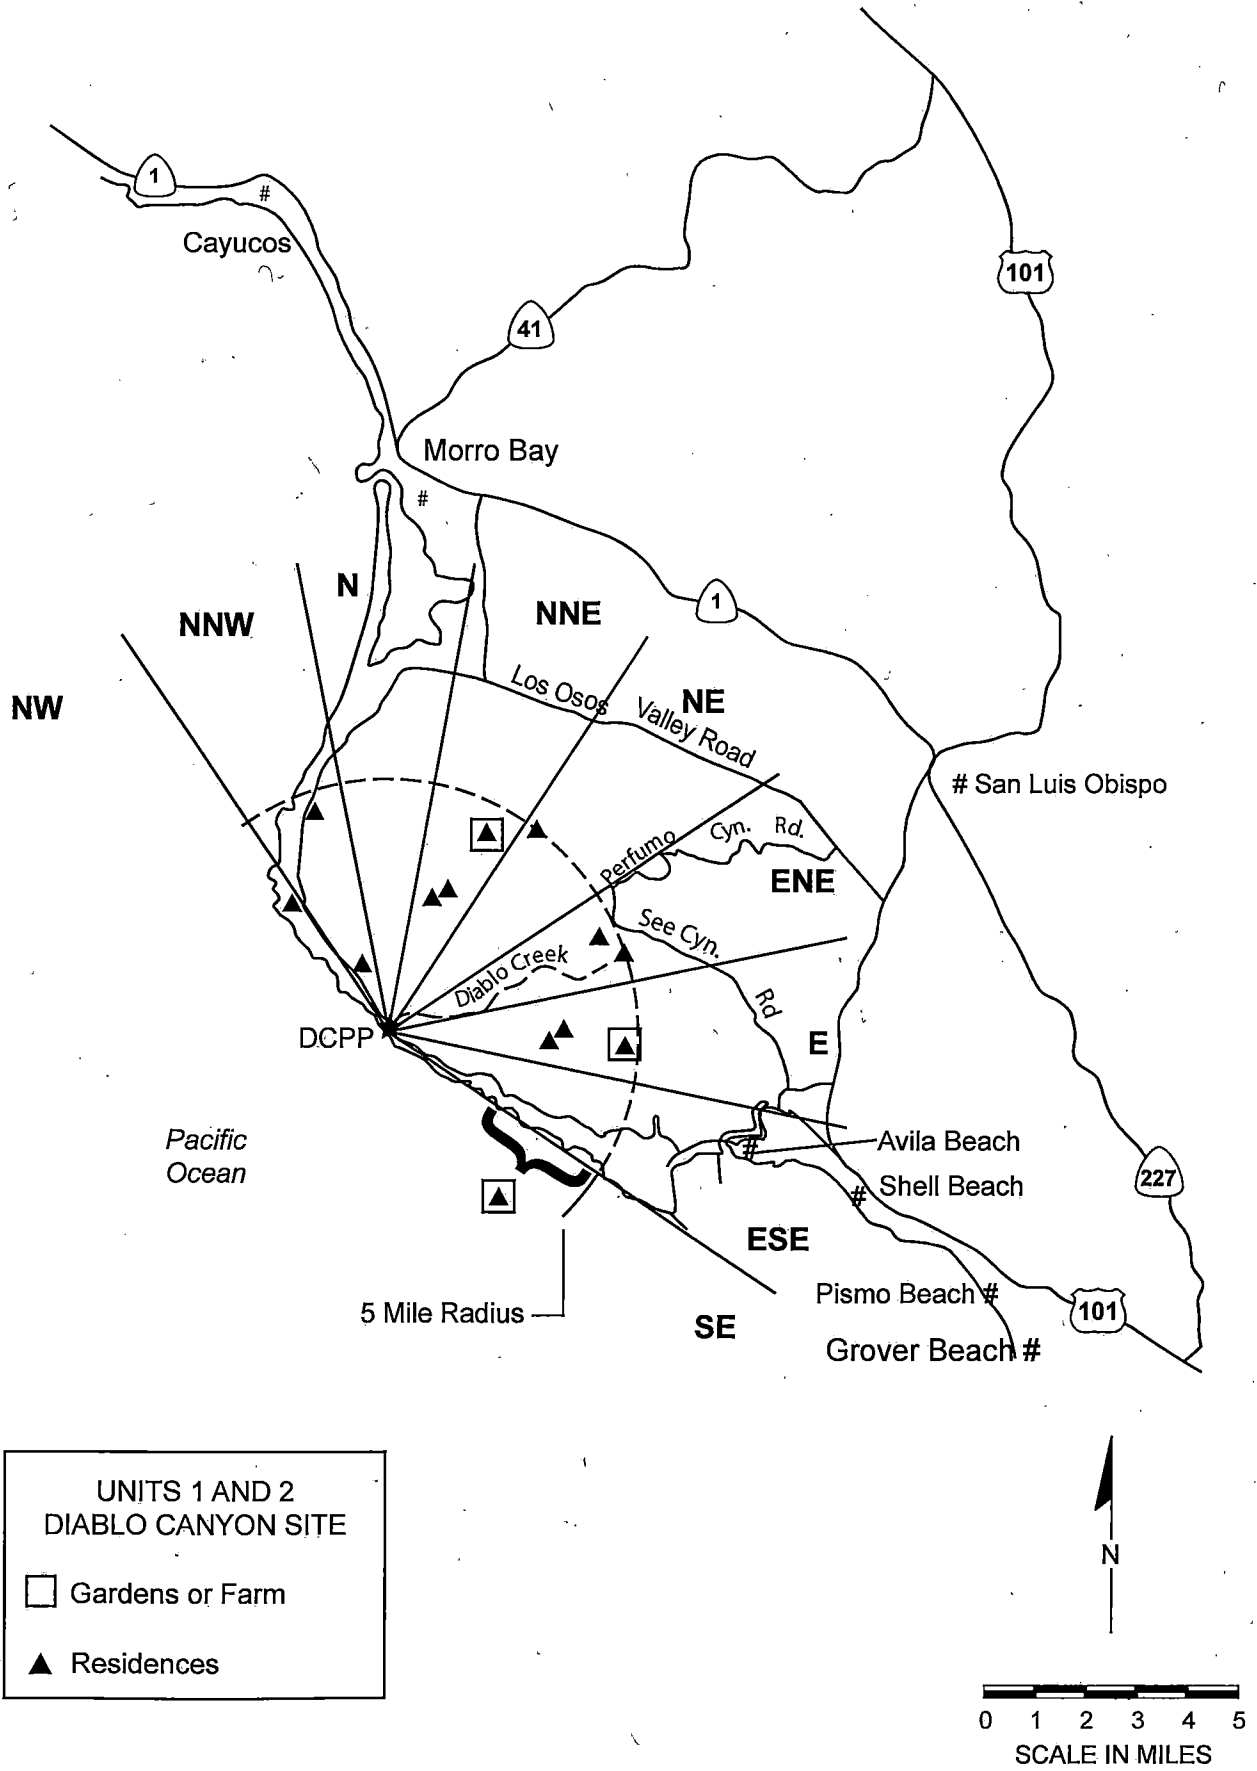 1
#
Cayucos
101
41
Morro Bay
#
N
NNW
NNE
1
NW
NE
Los Osos
Valley Road
# San Luis Obispo
Perfumo
Cyn.
Rd.
ENE
See Cyn.
Rd
Diablo Creek
DCPP
E
Pacific
Ocean
#
Avila Beach
#
Shell Beach
227
ESE
Pismo Beach #
5 Mile Radius
101
SE
Grover Beach #
UNITS 1 AND 2
DIABLO CANYON SITE
Gardens or Farm
Residences
N
0 1 2 3 4 5
SCALE IN MILES